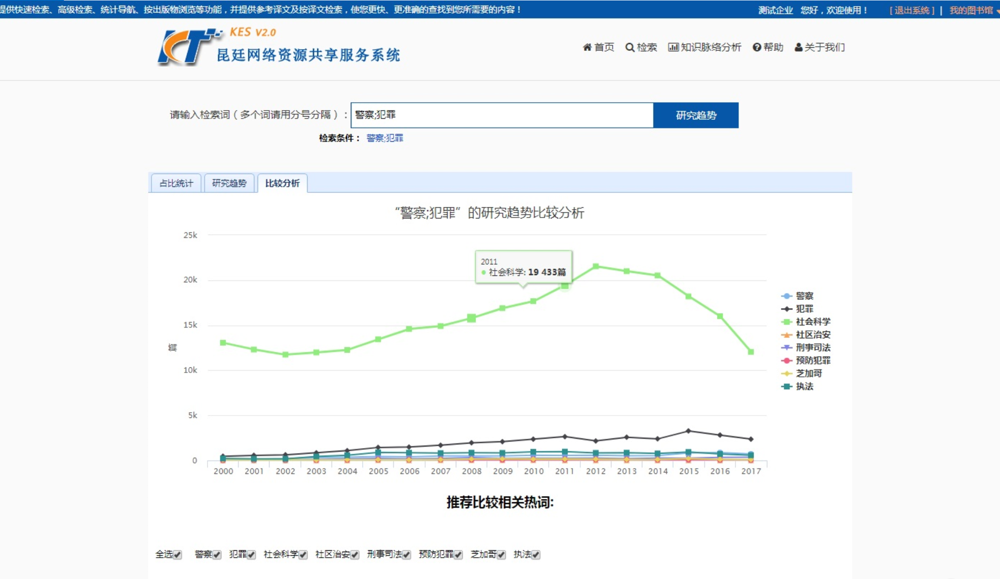 提供快速检索、高级检索、统计导航、按出版物浏览等功能，并提供参考译文及按译文检索，使您更快、更准确的查找到您所需要的内容！
测试企业 您好，欢迎使用！ [ 退出系统 ] | 我的图书馆
KT KES V2.0
昆廷网络资源共享服务系统
首页 检索 知识脉络分析 帮助 关于我们
请输入检索词（多个词请用分号分隔）： 警察;犯罪 研究趋势
检索条件： 警察;犯罪
占比统计 研究趋势 比较分析
“警察;犯罪” 的研究趋势比较分析
25k
20k
15k
10k
5k
0
篇
2011
社会科学: 19 433篇
警察
犯罪
社会科学
社区治安
刑事司法
预防犯罪
芝加哥
执法
2000 2001 2002 2003 2004 2005 2006 2007 2008 2009 2010 2011 2012 2013 2014 2015 2016 2017
推荐比较相关热词:
全选 警察 犯罪 社会科学 社区治安 刑事司法 预防犯罪 芝加哥 执法